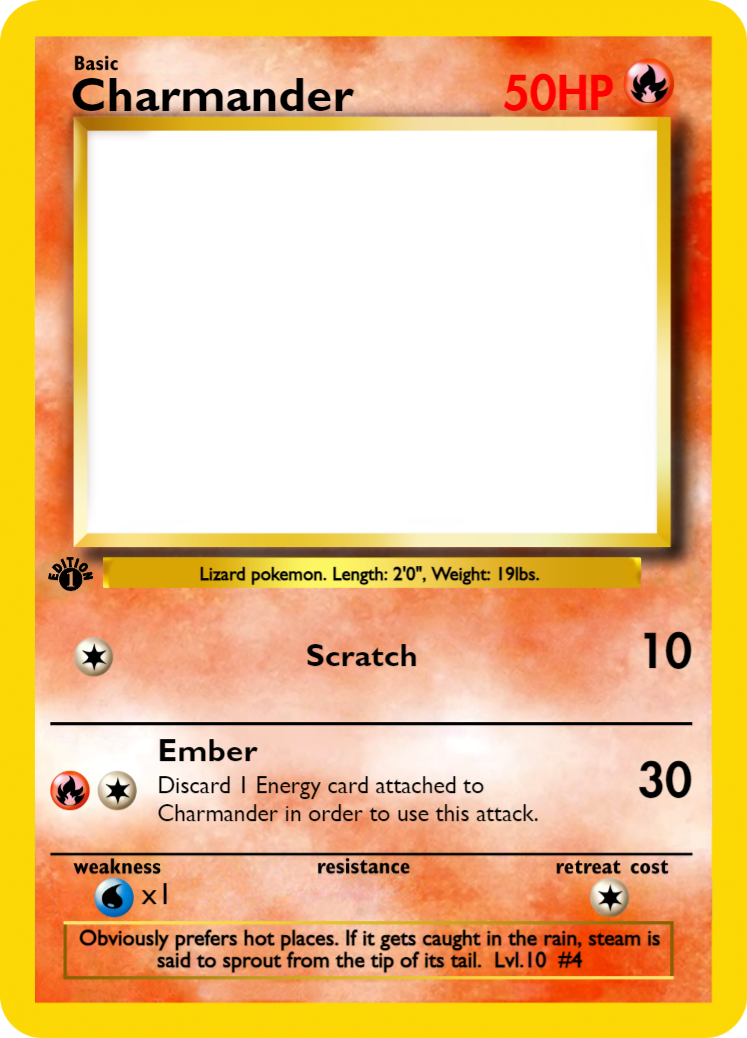 Basic
Charmander 50HP
EDITION
1
Lizard pokemon. Length: 2'0", Weight: 19lbs.
Scratch 10
Ember
Discard 1 Energy card attached to
Charmander in order to use this attack.
30
weakness resistance retreat cost
x1
Obviously prefers hot places. If it gets caught in the rain, steam is
said to sprout from the tip of its tail. Lvl.10 #4